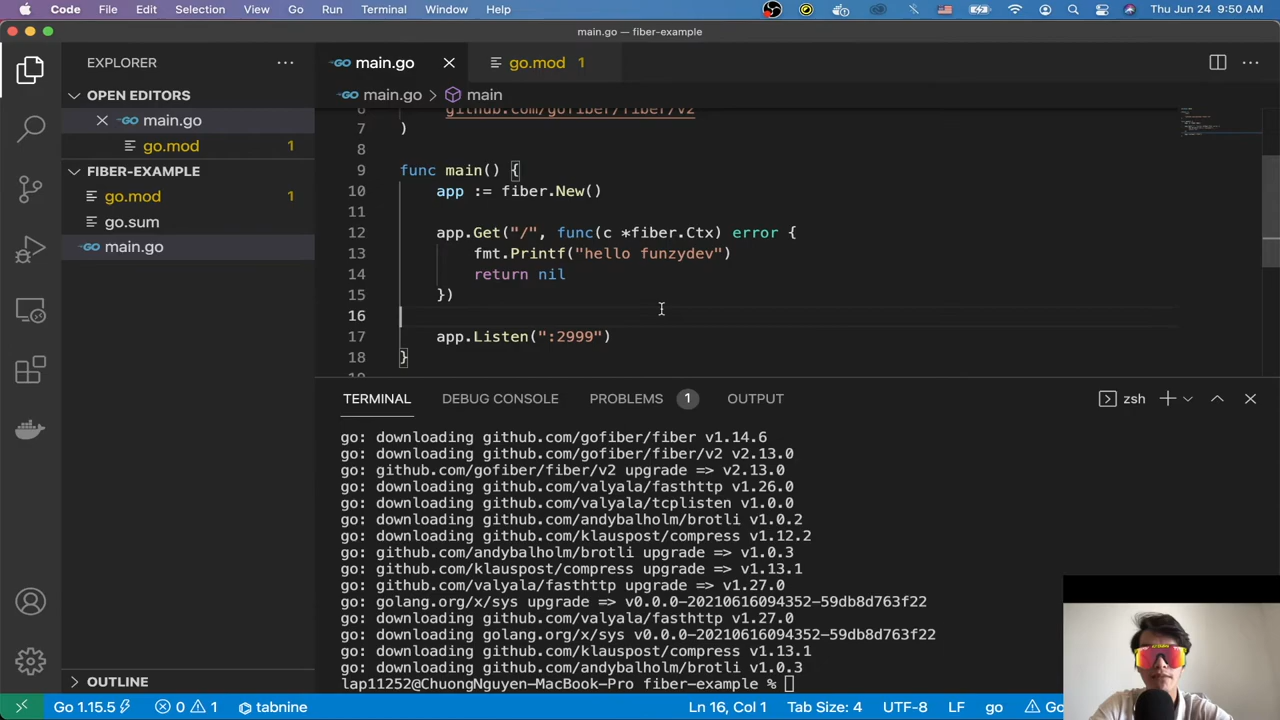 Code File Edit Selection View Go Run Terminal Window Help Thu Jun 24 9:50 AM
main.go — fiber-example
EXPLORER
OPEN EDITORS
main.go
go.mod 1
FIBER-EXAMPLE
go.mod 1
go.sum
main.go
OUTLINE
main.go go.mod 1
main.go > main
6 github.com/gofiber/fiber/v2
7 )
8
9 func main() {
10 app := fiber.New()
11
12 app.Get("/", func(c *fiber.Ctx) error {
13 fmt.Printf("hello funzydev")
14 return nil
15 })
16
17 app.Listen(":2999")
18 }
TERMINAL DEBUG CONSOLE PROBLEMS 1 OUTPUT zsh
go: downloading github.com/gofiber/fiber v1.14.6
go: downloading github.com/gofiber/fiber/v2 v2.13.0
go: github.com/gofiber/fiber/v2 upgrade => v2.13.0
go: downloading github.com/valyala/fasthttp v1.26.0
go: downloading github.com/valyala/tcplisten v1.0.0
go: downloading github.com/andybalholm/brotli v1.0.2
go: downloading github.com/klauspost/compress v1.12.2
go: github.com/andybalholm/brotli upgrade => v1.0.3
go: github.com/klauspost/compress upgrade => v1.13.1
go: github.com/valyala/fasthttp upgrade => v1.27.0
go: golang.org/x/sys upgrade => v0.0.0-20210616094352-59db8d763f22
go: downloading github.com/valyala/fasthttp v1.27.0
go: downloading golang.org/x/sys v0.0.0-20210616094352-59db8d763f22
go: downloading github.com/klauspost/compress v1.13.1
go: downloading github.com/andybalholm/brotli v1.0.3
lap11252@ChuongNguyen-MacBook-Pro fiber-example %
Go 1.15.5 0 1 tabnine Ln 16, Col 1 Tab Size: 4 UTF-8 LF go Go